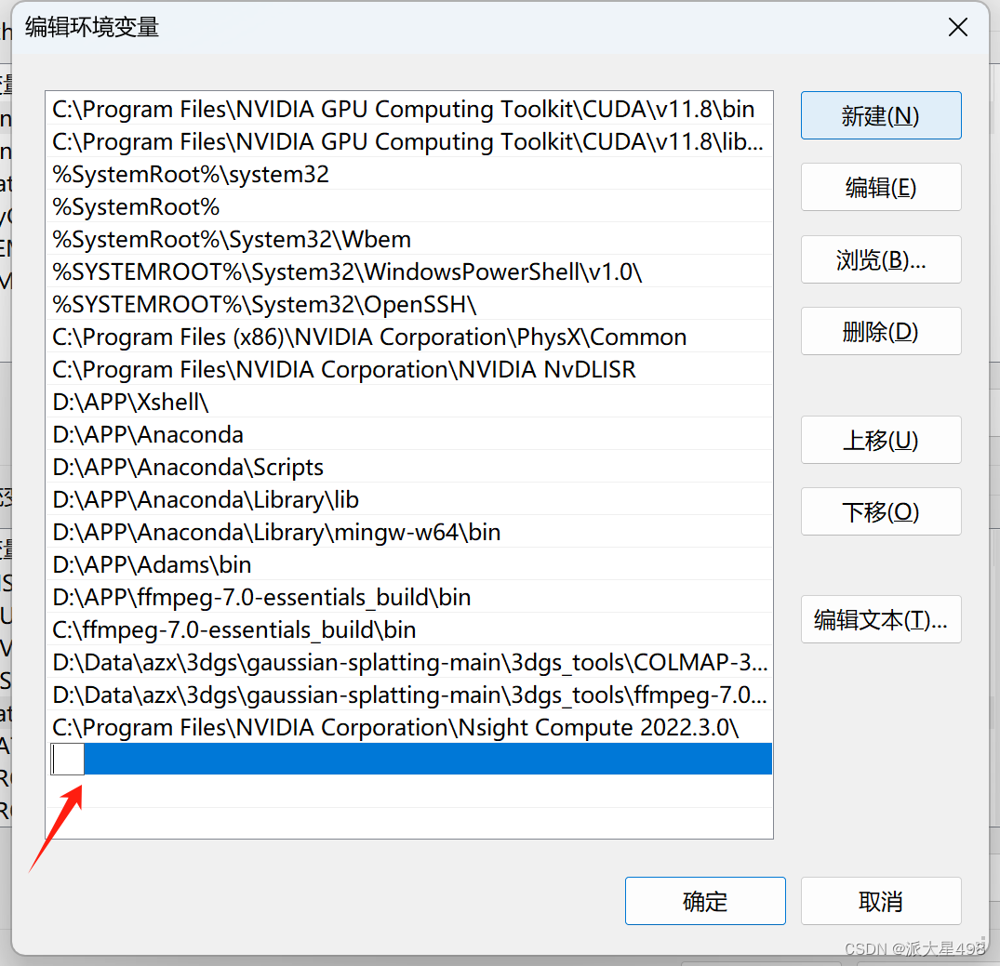 编辑环境变量
C:\Program Files\NVIDIA GPU Computing Toolkit\CUDA\v11.8\bin
C:\Program Files\NVIDIA GPU Computing Toolkit\CUDA\v11.8\lib...
%SystemRoot%\system32
%SystemRoot%
%SystemRoot%\System32\Wbem
%SYSTEMROOT%\System32\WindowsPowerShell\v1.0\
%SYSTEMROOT%\System32\OpenSSH\
C:\Program Files (x86)\NVIDIA Corporation\PhysX\Common
C:\Program Files\NVIDIA Corporation\NVIDIA NvDLISR
D:\APP\Xshell\
D:\APP\Anaconda
D:\APP\Anaconda\Scripts
D:\APP\Anaconda\Library\lib
D:\APP\Anaconda\Library\mingw-w64\bin
D:\APP\Adams\bin
D:\APP\ffmpeg-7.0-essentials_build\bin
C:\ffmpeg-7.0-essentials_build\bin
D:\Data\azx\3dgs\gaussian-splatting-main\3dgs_tools\COLMAP-3...
D:\Data\azx\3dgs\gaussian-splatting-main\3dgs_tools\ffmpeg-7.0...
C:\Program Files\NVIDIA Corporation\Nsight Compute 2022.3.0\
新建(N)
编辑(E)
浏览(B)...
删除(D)
上移(U)
下移(O)
编辑文本(T)...
确定
取消
CSDN @派大星498